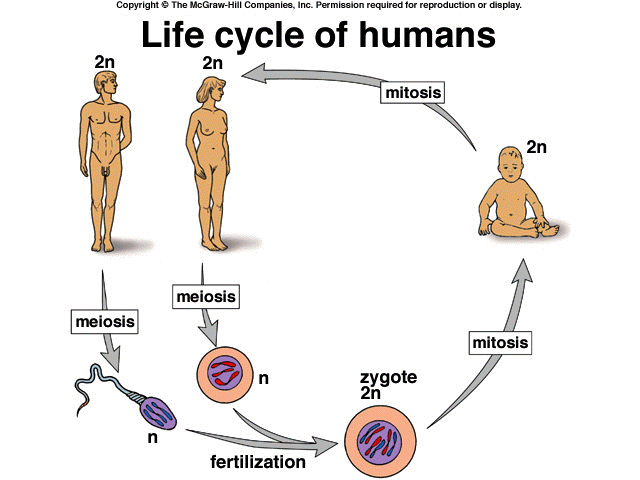 Copyright © The McGraw-Hill Companies, Inc. Permission required for reproduction or display.
Life cycle of humans
2n
2n
mitosis
2n
meiosis
meiosis
mitosis
n
zygote
2n
n
fertilization